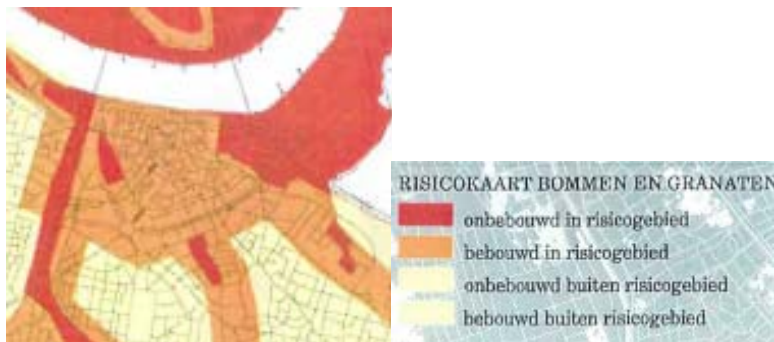 RISICOKAART BOMMEN EN GRANATEN
onbebouwd in risicogebied
bebouwd in risicogebied
onbebouwd buiten risicogebied
bebouwd buiten risicogebied